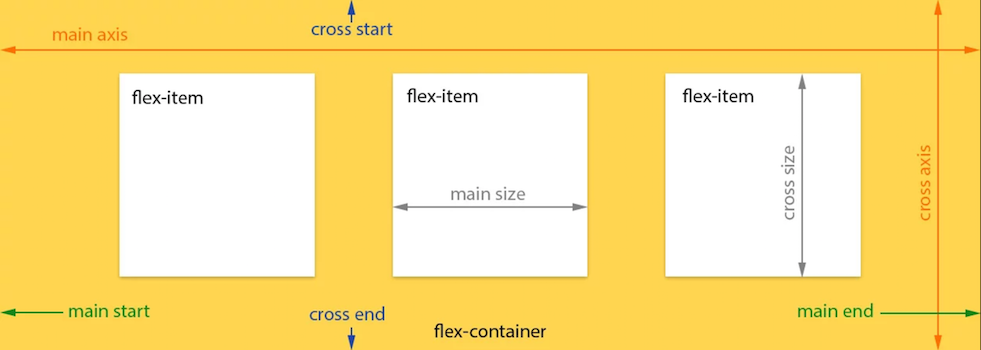 cross start
main axis
flex-item
flex-item
flex-item
main size
cross size
cross axis
main start
cross end
main end
flex-container